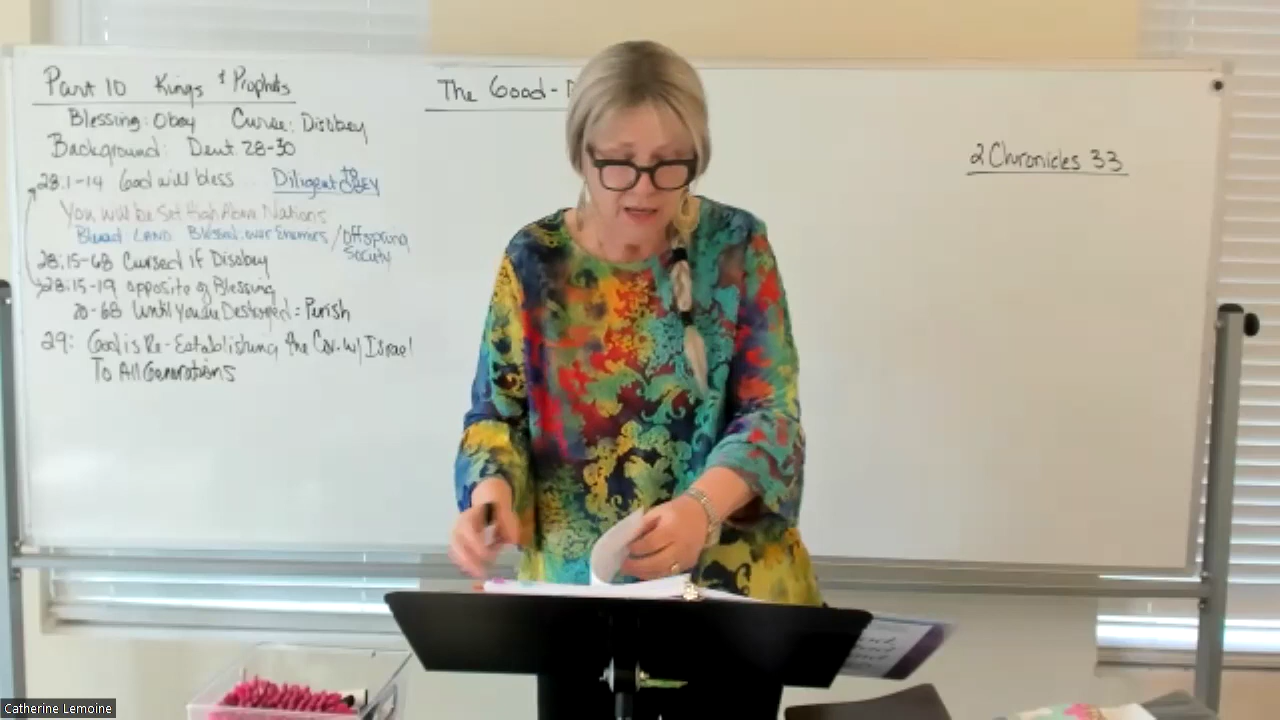 Part 10 Kings & Prophets
Blessing: Obey Curse: Disobey
Background: Deut. 28-30
28:1-14 God will bless Diligent to OBEY
You will be Set High Above Nations
Blessed LAND Blessed over Enemies / Offspring
Society
28:15-68 Cursed if Disobey
28:15-19 opposite of Blessing
20-68 Until You are Destroyed = Perish
29: God is Re-Establishing the Cov. w/ Israel
To All Generations
The Good-
2 Chronicles 33
Catherine Lemoine